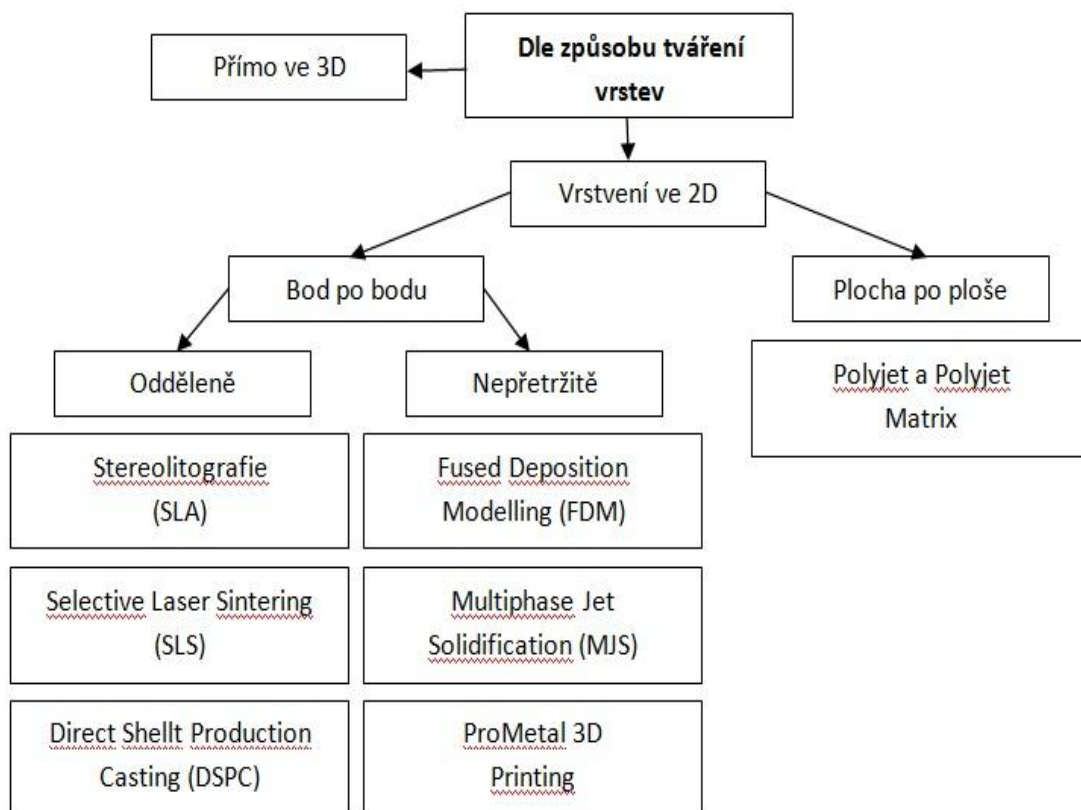 Přímo ve 3D
Dle způsobu tváření
vrstev
Vrstvení ve 2D
Bod po bodu
Plocha po ploše
Odděleně
Nepřetržitě
Polyjet a Polyjet
Matrix
Stereolitografie
(SLA)
Fused Deposition
Modelling (FDM)
Selective Laser Sintering
(SLS)
Multiphase Jet
Solidification (MJS)
Direct Shellt Production
Casting (DSPC)
ProMetal 3D
Printing